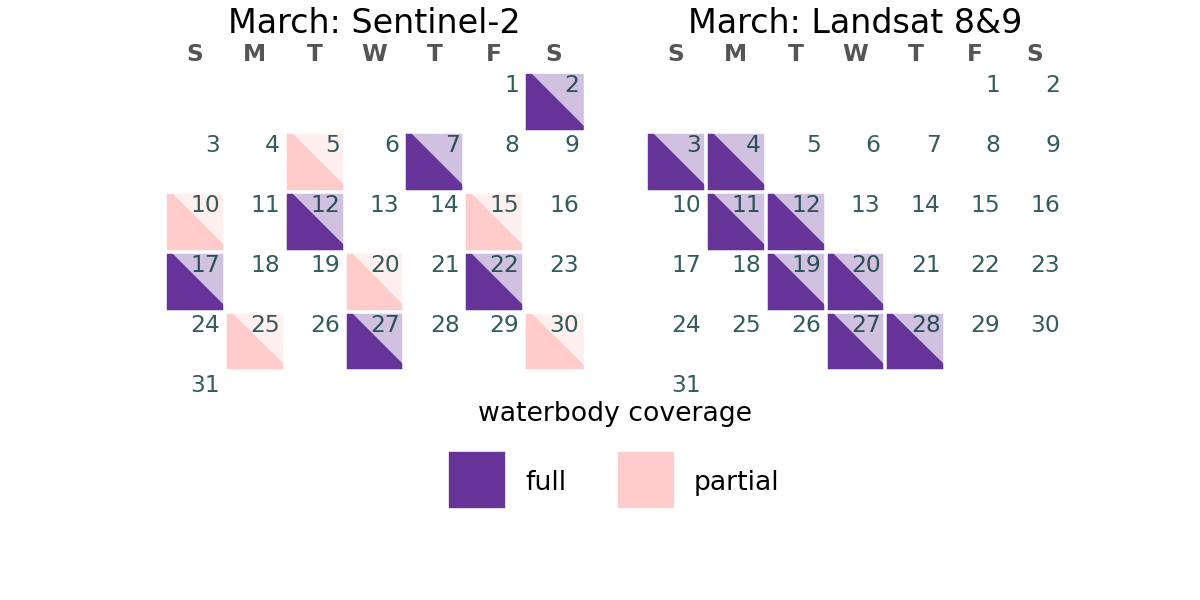 March: Sentinel-2
S M T W T F S
1 2
3 4 5 6 7 8 9
10 11 12 13 14 15 16
17 18 19 20 21 22 23
24 25 26 27 28 29 30
31
March: Landsat 8&9
S M T W T F S
1 2
3 4 5 6 7 8 9
10 11 12 13 14 15 16
17 18 19 20 21 22 23
24 25 26 27 28 29 30
31
waterbody coverage
full partial